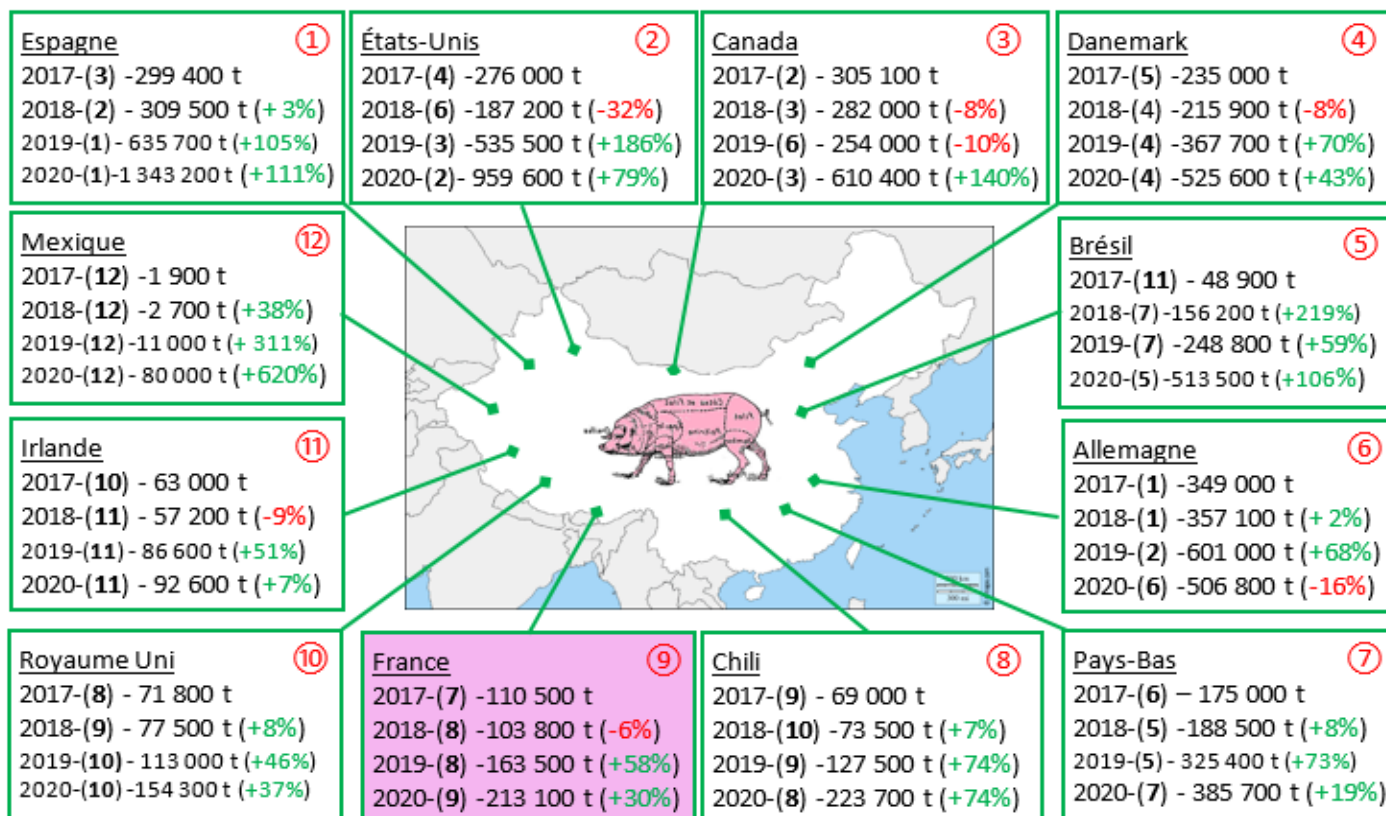 Espagne ①
2017-(3) -299 400 t
2018-(2) - 309 500 t (+ 3%)
2019-(1) - 635 700 t (+105%)
2020-(1)-1 343 200 t (+111%)
États-Unis ②
2017-(4) -276 000 t
2018-(6) -187 200 t (-32%)
2019-(3) -535 500 t (+186%)
2020-(2)- 959 600 t (+79%)
Canada ③
2017-(2) - 305 100 t
2018-(3) - 282 000 t (-8%)
2019-(6) - 254 000 t (-10%)
2020-(3) - 610 400 t (+140%)
Danemark ④
2017-(5) -235 000 t
2018-(4) -215 900 t (-8%)
2019-(4) -367 700 t (+70%)
2020-(4) -525 600 t (+43%)
Mexique ⑫
2017-(12) -1 900 t
2018-(12) -2 700 t (+38%)
2019-(12) -11 000 t (+ 311%)
2020-(12) - 80 000 t (+620%)
Brésil ⑤
2017-(11) - 48 900 t
2018-(7) -156 200 t (+219%)
2019-(7) -248 800 t (+59%)
2020-(5) -513 500 t (+106%)
Irlande ⑪
2017-(10) - 63 000 t
2018-(11) - 57 200 t (-9%)
2019-(11) - 86 600 t (+51%)
2020-(11) - 92 600 t (+7%)
Allemagne ⑥
2017-(1) -349 000 t
2018-(1) -357 100 t (+ 2%)
2019-(2) -601 000 t (+68%)
2020-(6) -506 800 t (-16%)
Royaume Uni ⑩
2017-(8) - 71 800 t
2018-(9) - 77 500 t (+8%)
2019-(10) - 113 000 t (+46%)
2020-(10) -154 300 t (+37%)
France ⑨
2017-(7) -110 500 t
2018-(8) -103 800 t (-6%)
2019-(8) -163 500 t (+58%)
2020-(9) -213 100 t (+30%)
Chili ⑧
2017-(9) - 69 000 t
2018-(10) -73 500 t (+7%)
2019-(9) -127 500 t (+74%)
2020-(8) -223 700 t (+74%)
Pays-Bas ⑦
2017-(6) – 175 000 t
2018-(5) -188 500 t (+8%)
2019-(5) - 325 400 t (+73%)
2020-(7) - 385 700 t (+19%)